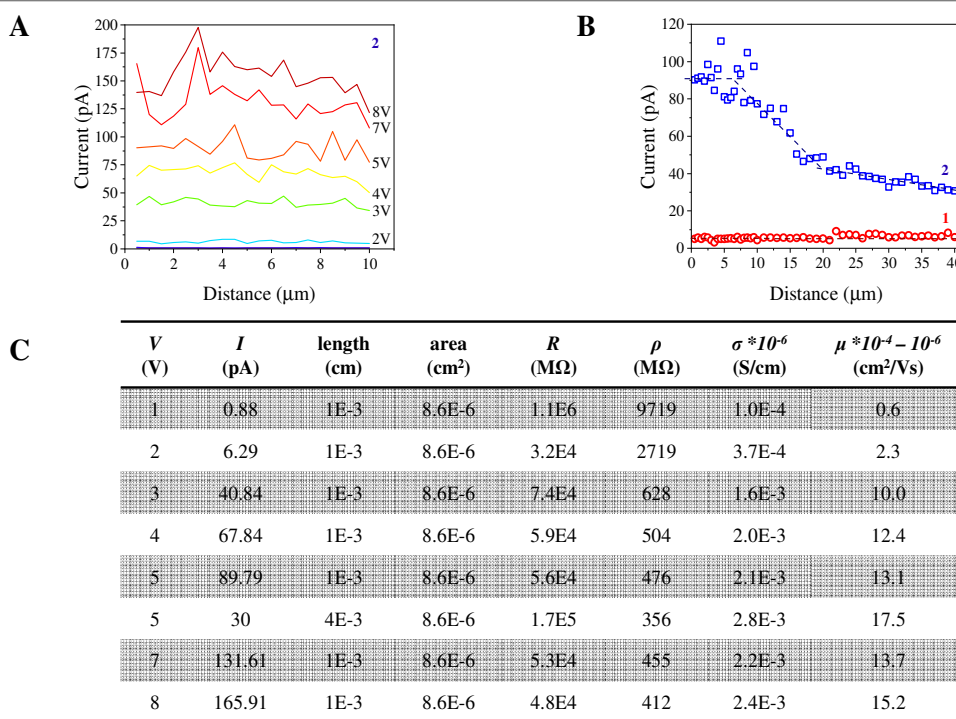 A
Current (pA)
200
175
150
125
100
75
50
25
0
2
8V
7V
5V
4V
3V
2V
0 2 4 6 8 10
Distance (μm)
B
Current (pA)
120
100
80
60
40
20
0
2
1
0 5 10 15 20 25 30 35 40
Distance (μm)
C
V I length area R ρ σ *10-6 μ *10-4 – 10-6
(V) (pA) (cm) (cm2) (MΩ) (MΩ) (S/cm) (cm2/Vs)
1 0.88 1E-3 8.6E-6 1.1E6 9719 1.0E-4 0.6
2 6.29 1E-3 8.6E-6 3.2E4 2719 3.7E-4 2.3
3 40.84 1E-3 8.6E-6 7.4E4 628 1.6E-3 10.0
4 67.84 1E-3 8.6E-6 5.9E4 504 2.0E-3 12.4
5 89.79 1E-3 8.6E-6 5.6E4 476 2.1E-3 13.1
5 30 4E-3 8.6E-6 1.7E5 356 2.8E-3 17.5
7 131.61 1E-3 8.6E-6 5.3E4 455 2.2E-3 13.7
8 165.91 1E-3 8.6E-6 4.8E4 412 2.4E-3 15.2